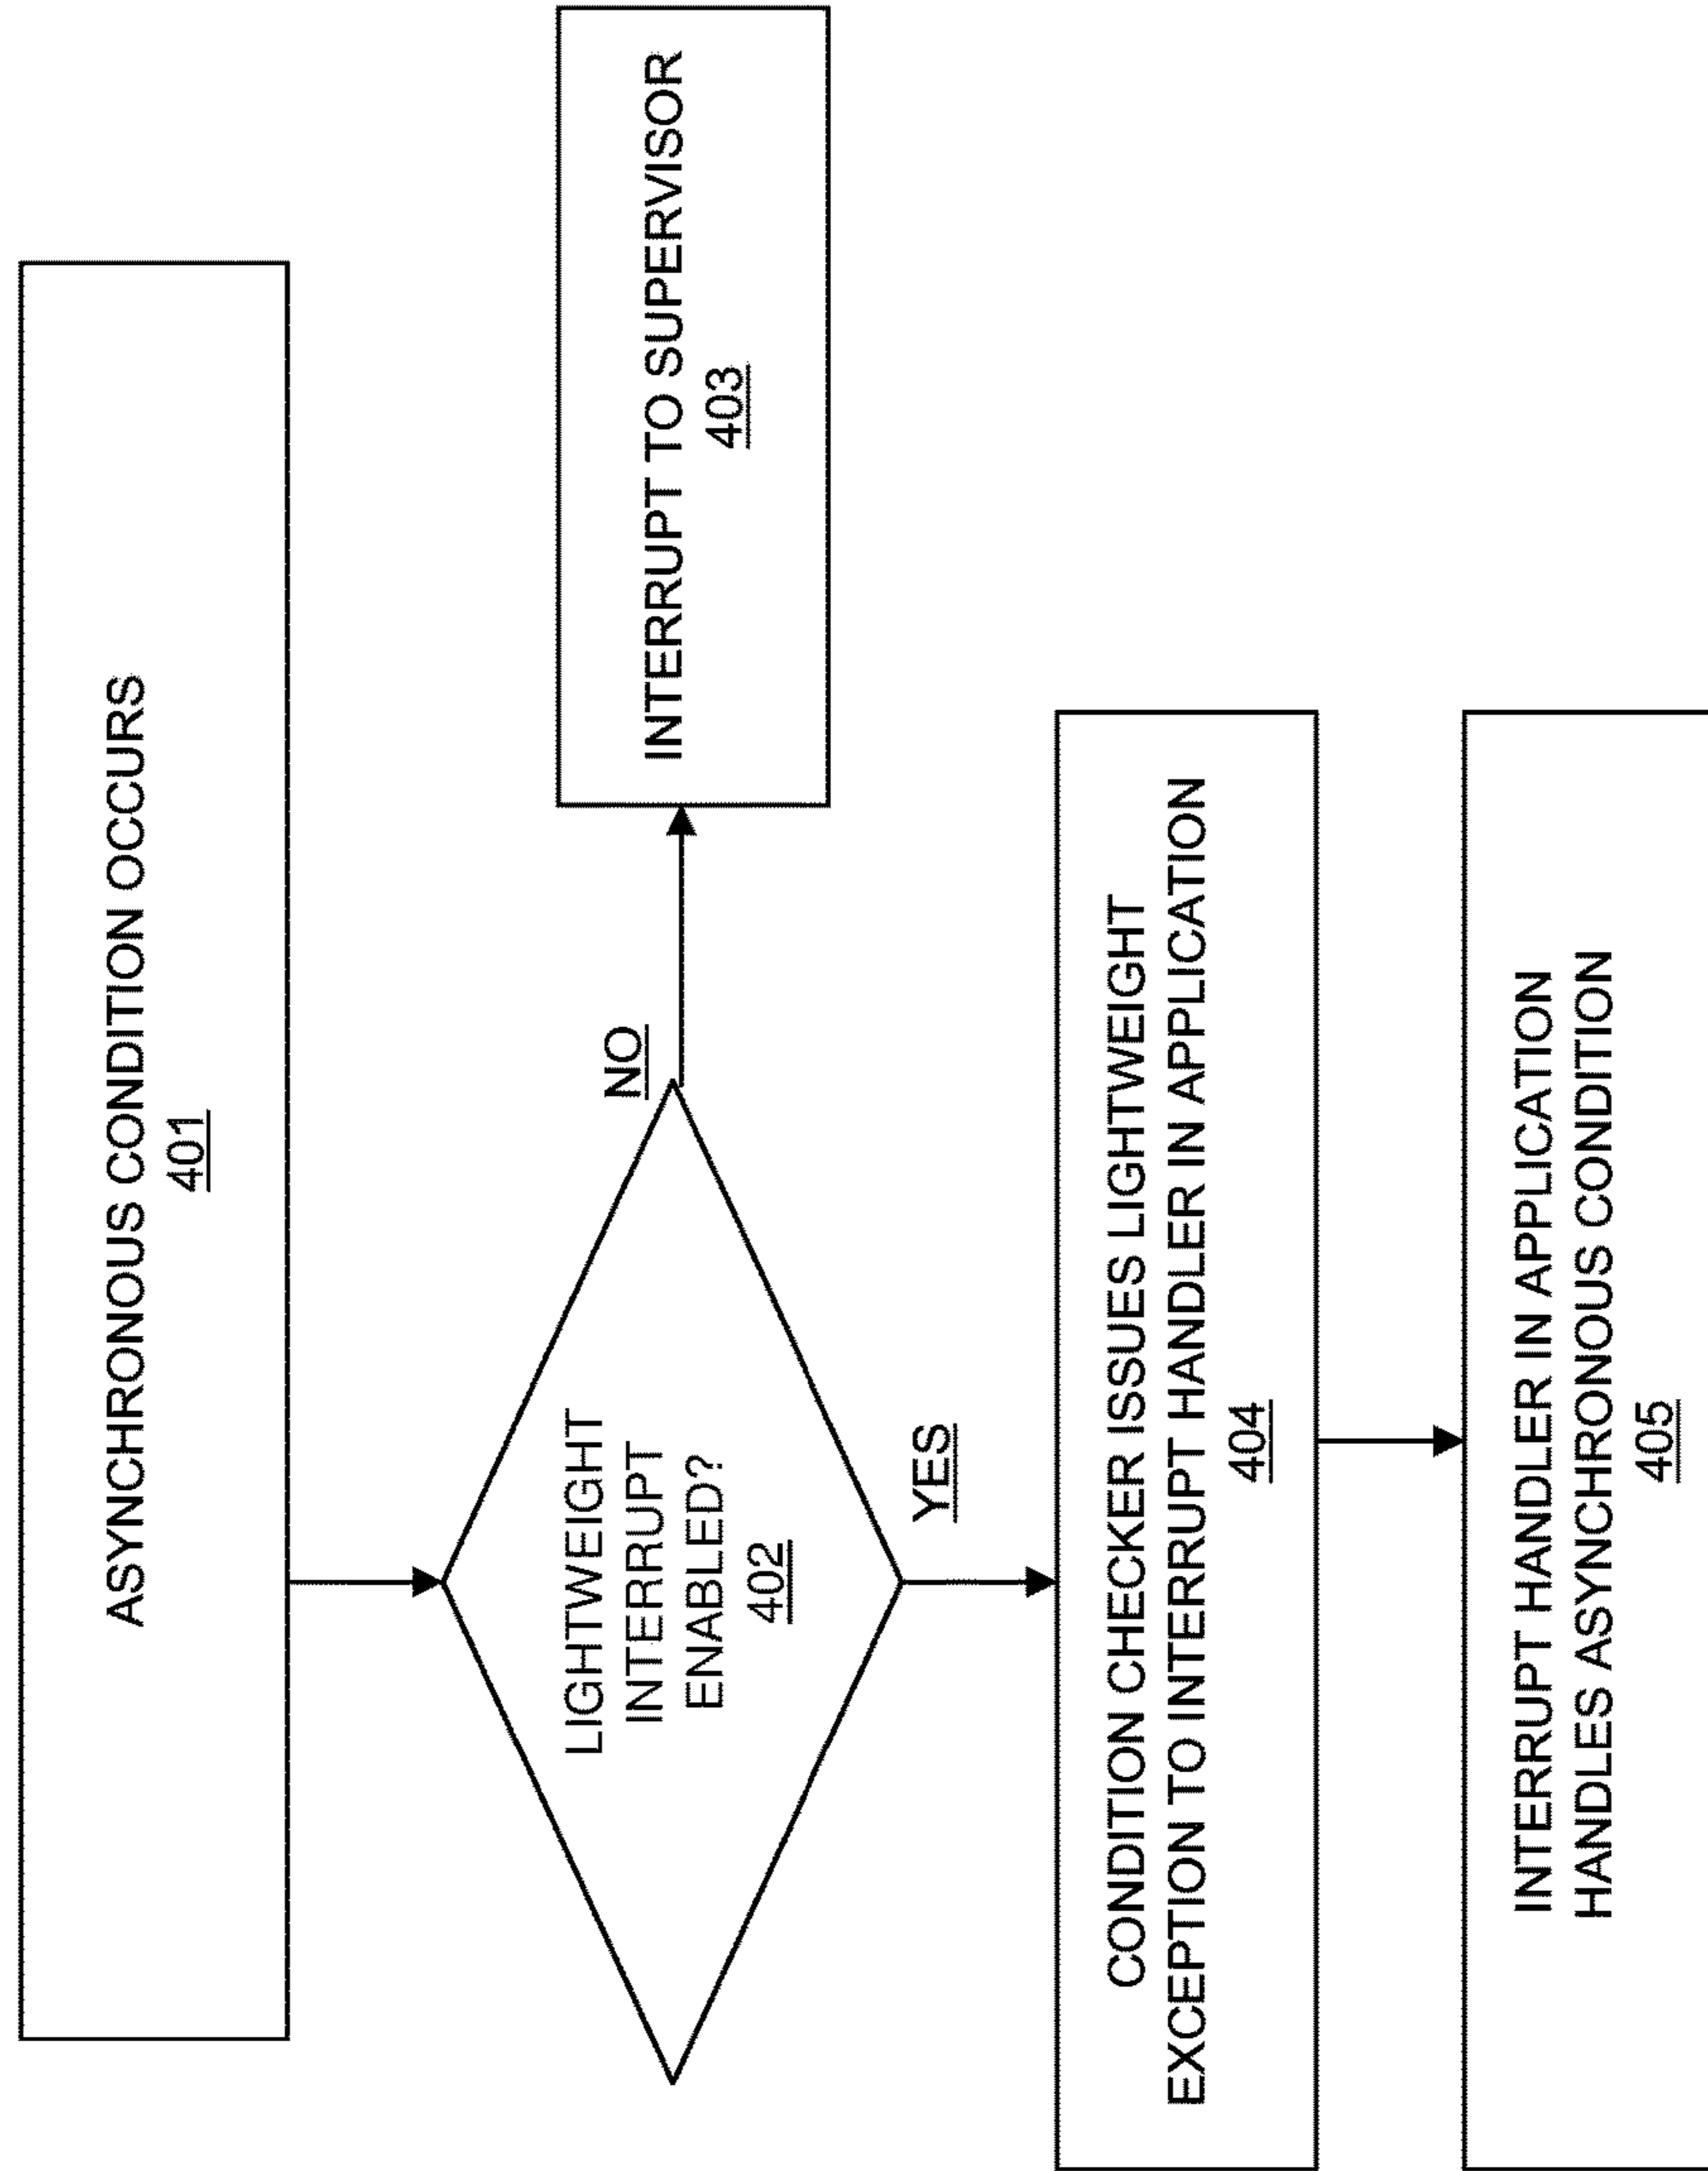 ASYNCHRONOUS CONDITION OCCURS
401
LIGHTWEIGHT
INTERRUPT
ENABLED?
402
NO
INTERRUPT TO SUPERVISOR
403
YES
CONDITION CHECKER ISSUES LIGHTWEIGHT
EXCEPTION TO INTERRUPT HANDLER IN APPLICATION
404
INTERRUPT HANDLER IN APPLICATION
HANDLES ASYNCHRONOUS CONDITION
405